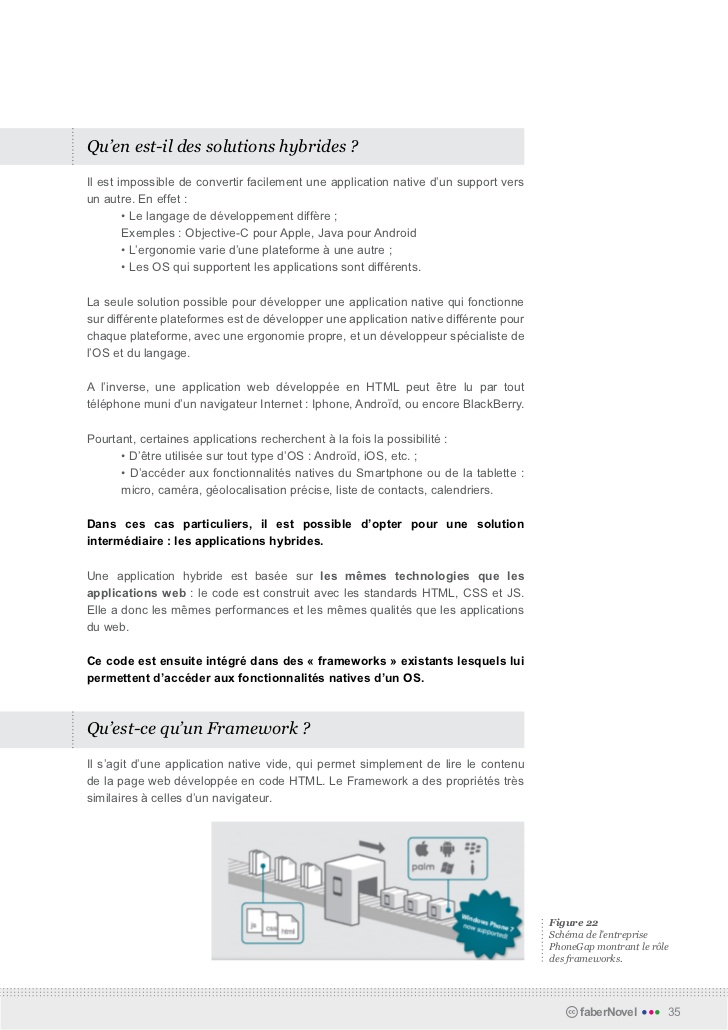 Qu’en est-il des solutions hybrides ?
Il est impossible de convertir facilement une application native d’un support vers
un autre. En effet :
• Le langage de développement diffère ;
Exemples : Objective-C pour Apple, Java pour Android
• L’ergonomie varie d’une plateforme à une autre ;
• Les OS qui supportent les applications sont différents.
La seule solution possible pour développer une application native qui fonctionne
sur différente plateformes est de développer une application native différente pour
chaque plateforme, avec une ergonomie propre, et un développeur spécialiste de
l’OS et du langage.
A l’inverse, une application web développée en HTML peut être lu par tout
téléphone muni d’un navigateur Internet : Iphone, Androïd, ou encore BlackBerry.
Pourtant, certaines applications recherchent à la fois la possibilité :
• D’être utilisée sur tout type d’OS : Androïd, iOS, etc. ;
• D’accéder aux fonctionnalités natives du Smartphone ou de la tablette :
micro, caméra, géolocalisation précise, liste de contacts, calendriers.
Dans ces cas particuliers, il est possible d’opter pour une solution
intermédiaire : les applications hybrides.
Une application hybride est basée sur les mêmes technologies que les
applications web : le code est construit avec les standards HTML, CSS et JS.
Elle a donc les mêmes performances et les mêmes qualités que les applications
du web.
Ce code est ensuite intégré dans des « frameworks » existants lesquels lui
permettent d’accéder aux fonctionnalités natives d’un OS.
Qu’est-ce qu’un Framework ?
Il s’agit d’une application native vide, qui permet simplement de lire le contenu
de la page web développée en code HTML. Le Framework a des propriétés très
similaires à celles d’un navigateur.
palm
js css html
Windows Phone 7
now supported!
Figure 22
Schéma de l’entreprise
PhoneGap montrant le rôle
des frameworks.
cc faberNovel 35